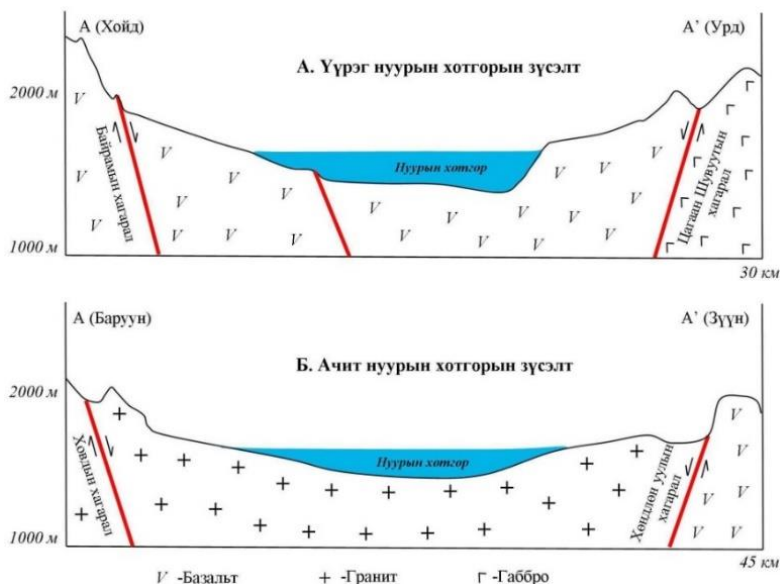 А (Хойд)
А' (Урд)
А. Үүрэг нуурын хотгорын зүсэлт
2000 м
V
Г
Байрамын хагарал
Нуурын хотгор
Цагаан Шувуутын
хагарал
1000 м
30 км
А (Баруун)
А' (Зүүн)
Б. Ачит нуурын хотгорын зүсэлт
2000 м
Ховдын хагарал
Нуурын хотгор
Хөндлөн уулын
хагарал
1000 м
45 км
V -Базальт + -Гранит Г -Габбро